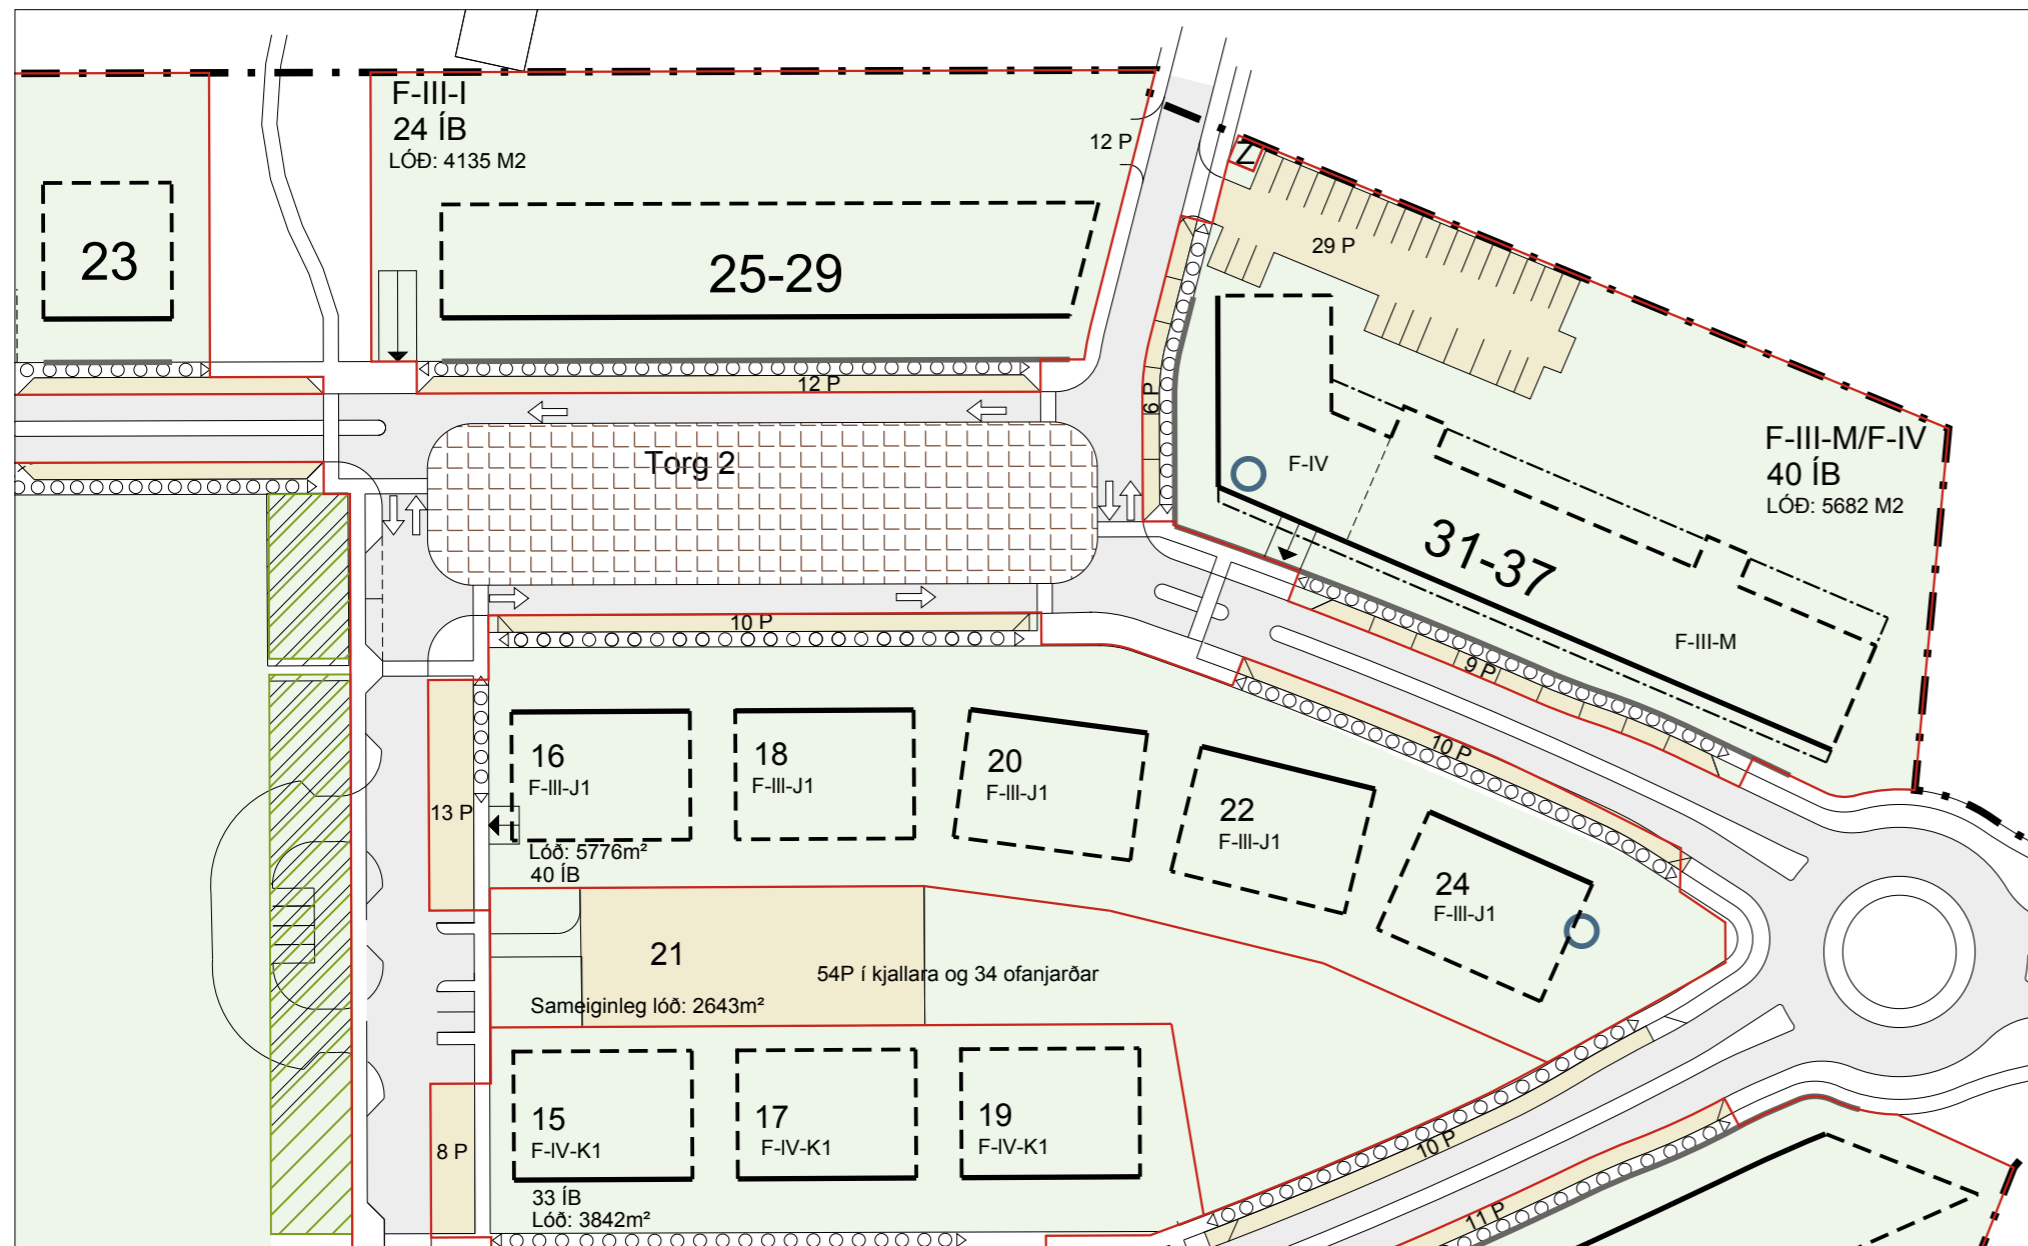 F-III-I
24 ÍB
LÓÐ: 4135 M2
12 P
Z
29 P
23
25-29
12 P
6 P
F-III-M/F-IV
40 ÍB
LÓÐ: 5682 M2
Torg 2
F-IV
31-37
F-III-M
10 P
9 P
10 P
16
F-III-J1
18
F-III-J1
20
F-III-J1
22
F-III-J1
24
F-III-J1
13 P
Lóð: 5776m²
40 ÍB
21
54P í kjallara og 34 ofanjarðar
Sameiginleg lóð: 2643m²
15
F-IV-K1
17
F-IV-K1
19
F-IV-K1
8 P
10 P
33 ÍB
Lóð: 3842m²
11 P